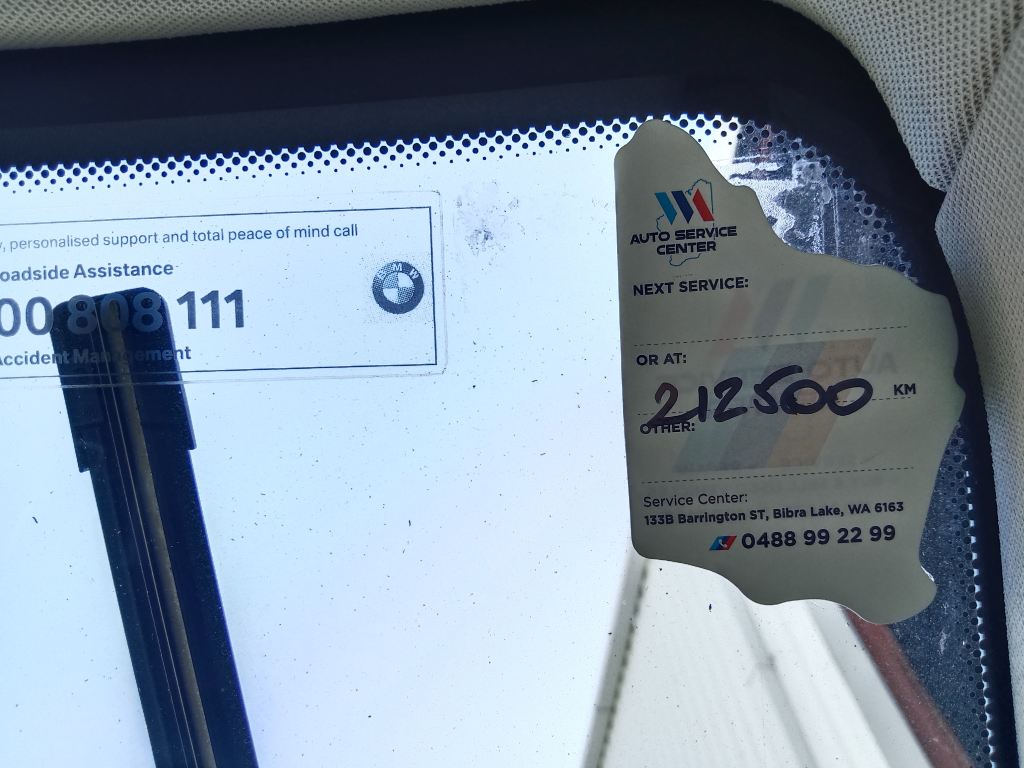 , personalised support and total peace of mind call
oadside Assistance
00 808 111
Accident Management
BMW
AUTO SERVICE
CENTER
NEXT SERVICE:
OR AT:
212500 KM
OTHER:
Service Center:
133B Barrington ST, Bibra Lake, WA 6163
0488 99 22 99